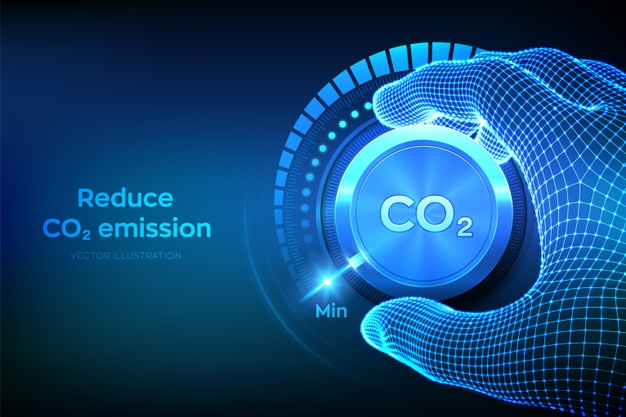 Reduce
CO₂ emission
VECTOR ILLUSTRATION
CO₂
Min